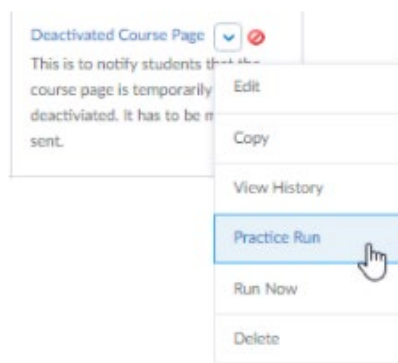 Deactivated Course Page
This is to notify students that the
course page is temporarily
deactiviated. It has to be
sent.
Edit
Copy
View History
Practice Run
Run Now
Delete